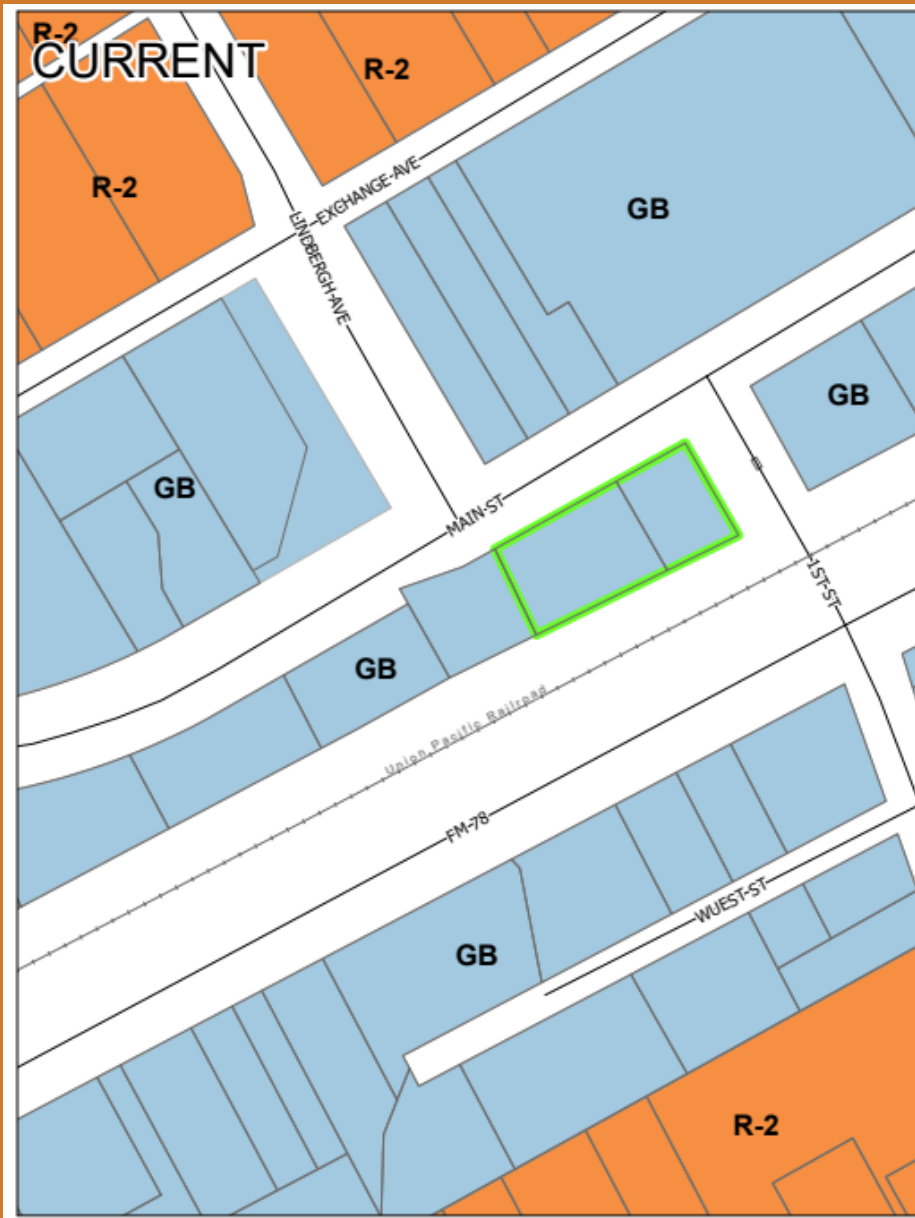 R-2
CURRENT
R-2
R-2
EXCHANGE-AVE
GB
LINDBERGH-AVE
GB
GB
MAIN-ST
1ST-ST
GB
Union Pacific Railroad
FM-78
WUEST-ST
GB
R-2